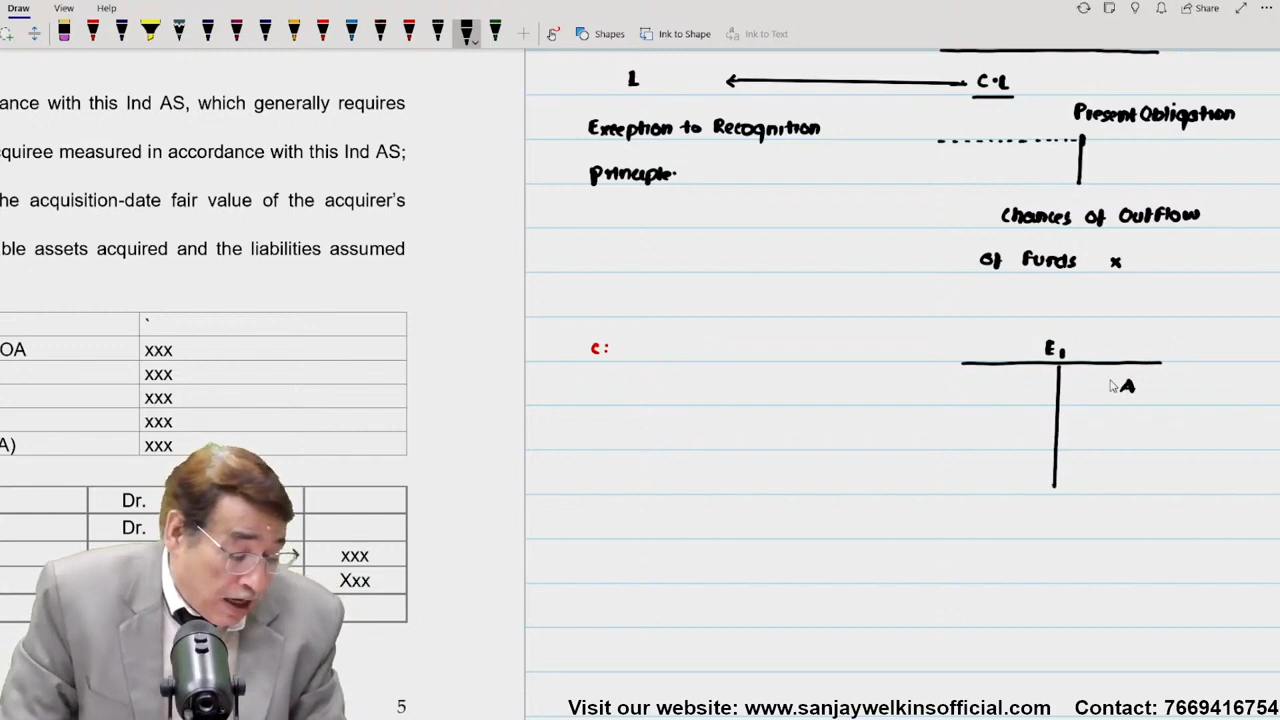 Draw
View
Help
Share
Shapes
Ink to Shape
Ink to Text
ance with this Ind AS, which generally requires
cquiree measured in accordance with this Ind AS;
he acquisition-date fair value of the acquirer's
ble assets acquired and the liabilities assumed
`
OA xxx
xxx
xxx
xxx
A) xxx
Dr.
Dr.
xxx
Xxx
5
L C.L
Exception to Recognition
Principle.
Present Obligation
Chances of Outflow
of Funds x
C:
E1
A
Visit our website: www.sanjaywelkinsofficial.com Contact: 7669416754